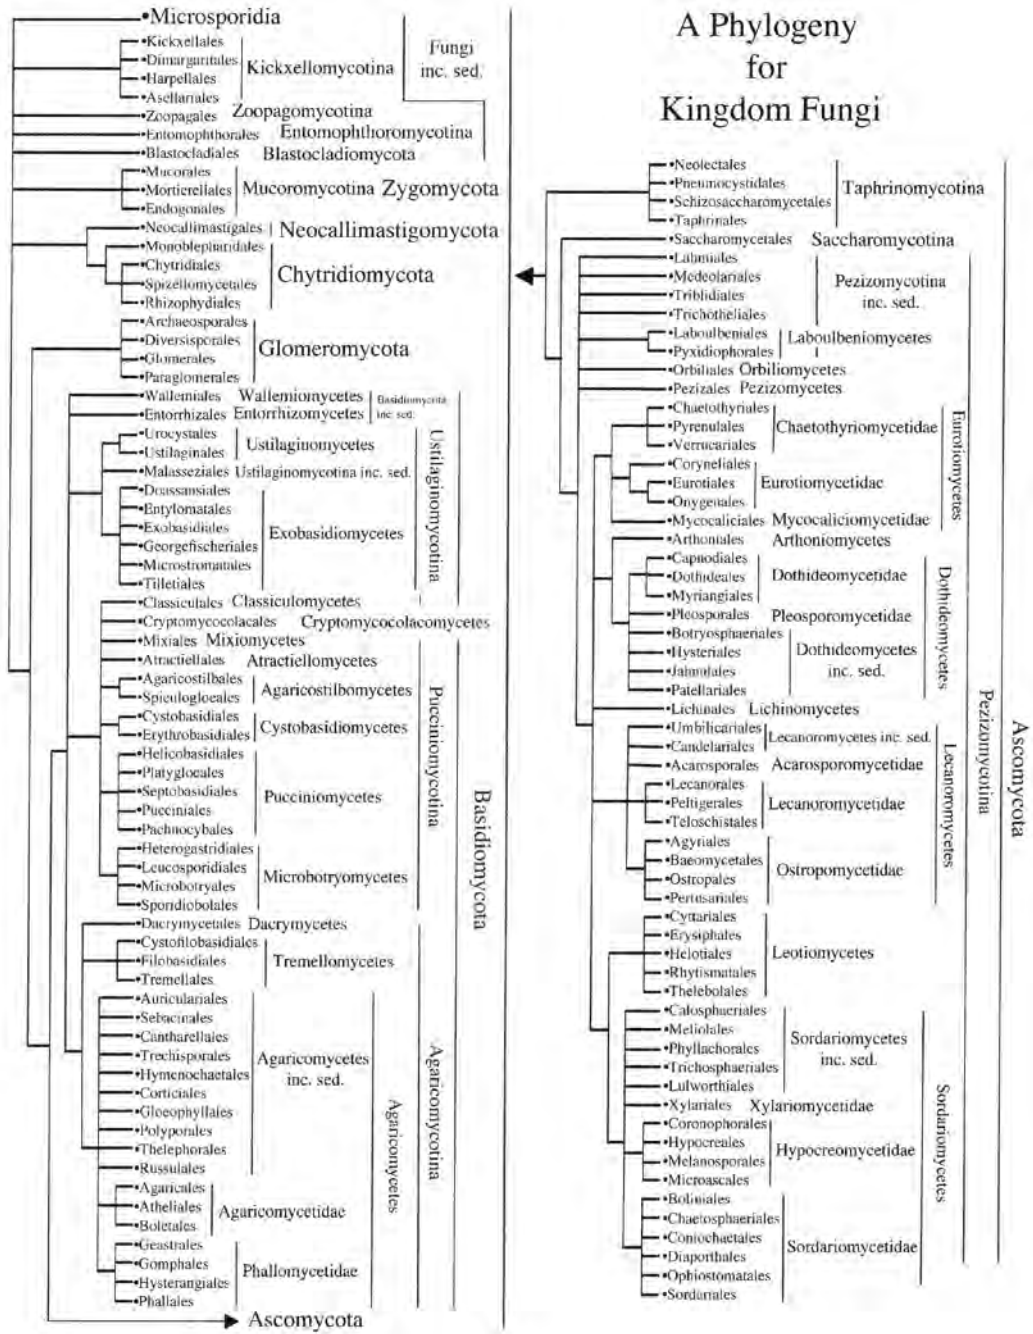 •Microsporidia
•Kickxellales
•Dimargaritales
•Harpellales
•Asellariales
Kickxellomycotina
Fungi
inc. sed.
•Zoopagales Zoopagomycotina
•Entomophthorales Entomophthoromycotina
•Blastocladiales Blastocladiomycota
•Mucorales
•Mortierellales
•Endogonales
Mucoromycotina Zygomycota
•Neocallimastigales •Neocallimastigomycota
•Monoblepharidales
•Chytridiales
•Spizellomycetales
•Rhizophydiales
Chytridiomycota
•Archaeosporales
•Diversisporales
•Glomerales
•Paraglomerales
Glomeromycota
•Wallemiales Wallemiomycetes
•Entorrhizales Entorrhizomycetes
Basidiomycota
inc. sed.
•Urocystales
•Ustilaginales
Ustilaginomycetes
•Malasseziales Ustilaginomycotina inc. sed.
•Doassansiales
•Entylomatales
•Exobasidiales
•Georgefischeriales
•Microstromatales
•Tilletiales
Exobasidiomycetes
Ustilaginomycotina
•Classiculales Classiculomycetes
•Cryptomycocolacales Cryptomycocolacomycetes
•Mixiales Mixiomycetes
•Atractiellales Atractiellomycetes
•Agaricostilbales
•Spiculogloeales
Agaricostilbomycetes
•Cystobasidiales
•Erythrobasidiales
Cystobasidiomycetes
•Helicobasidiales
•Platyglocales
•Septobasidiales
•Pucciniales
•Pachnocybales
Pucciniomycetes
•Heterogastridiales
•Leucosporidiales
•Microbotryales
•Sporidiobolales
Microbotryomycetes
Pucciniomycotina
•Dacrymycetales Dacrymycetes
•Cystofilobasidiales
•Filobasidiales
•Tremellales
Tremellomycetes
•Auriculariales
•Sebacinales
•Cantharellales
•Trechisporales
•Hymenochaetales
•Corticiales
•Gloeophyllales
•Polyporales
•Thelephorales
•Russulales
Agaricomycetes
inc. sed.
•Agaricales
•Atheliales
•Boletales
Agaricomycetidae
•Geastrales
•Gomphales
•Hysterangiales
•Phallales
Phallomycetidae
Agaricomycetes
Agaricomycotina
Basidiomycota
Ascomycota
A Phylogeny
for
Kingdom Fungi
•Neolectales
•Pneumocystidales
•Schizosaccharomycetales
•Taphrinales
Taphrinomycotina
•Saccharomycetales Saccharomycotina
•Lahmiales
•Medeolariales
•Triblidiales
•Trichotheliales
Pezizomycotina
inc. sed.
•Laboulbeniales
•Pyxidiophorales
Laboulbeniomycetes
•Orbiliales Orbiliomycetes
•Pezizales Pezizomycetes
•Chaetothyriales
•Pyrenulales
•Verrucariales
Chaetothyriomycetidae
•Coryneliales
•Eurotiales
•Onygenales
Eurotiomycetidae
•Mycocaliciales Mycocaliciomycetidae
Eurotiomycetes
•Arthoniales Arthoniomycetes
•Capnodiales
•Dothideales
•Myriangiales
Dothideomycetidae
•Pleosporales Pleosporomycetidae
•Botryosphaeriales
•Hysteriales
•Jahnulales
•Patellariales
Dothideomycetes
inc. sed.
Dothideomycetes
•Lichinales Lichinomycetes
•Umbilicariales
•Candelariales
Lecanoromycetes inc. sed.
•Acarosporales Acarosporomycetidae
•Lecanorales
•Peltigerales
•Teloschistales
Lecanoromycetidae
•Agyriales
•Baeomycetales
•Ostropales
•Pertusariales
Ostropomycetidae
Lecanoromycetes
•Cyttariales
•Erysiphales
•Helotiales
•Rhytismatales
•Thelebolales
Leotiomycetes
•Calosphaeriales
•Meliolales
•Phyllachorales
•Trichosphaeriales
•Lulworthiales
Sordariomycetes
inc. sed.
•Xylariales Xylariomycetidae
•Coronophorales
•Hypocreales
•Melanosporales
•Microascales
Hypocreomycetidae
•Boliniales
•Chaetosphaeriales
•Coniochaetales
•Diaporthales
•Ophiostomatales
•Sordariales
Sordariomycetidae
Sordariomycetes
Pezizomycotina
Ascomycota